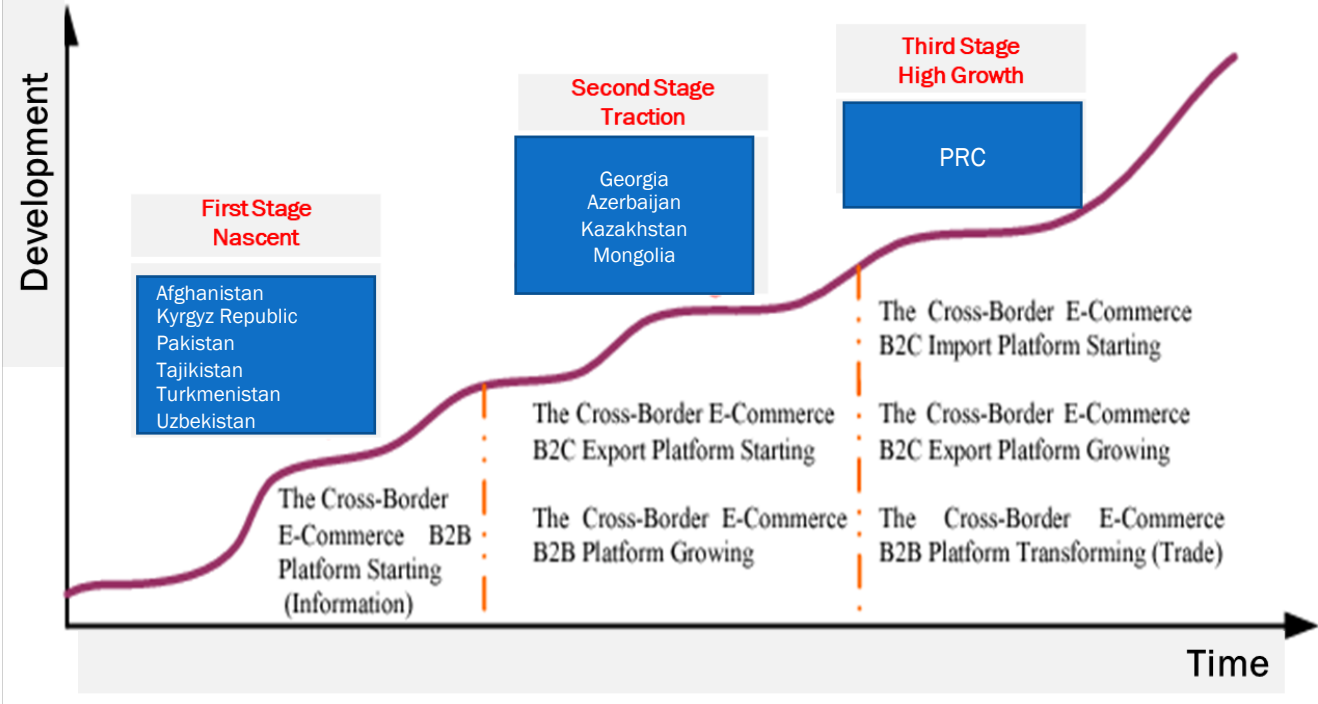 Development
First Stage
Nascent
Afghanistan
Kyrgyz Republic
Pakistan
Tajikistan
Turkmenistan
Uzbekistan
The Cross-Border
E-Commerce B2B
Platform Starting
(Information)
Second Stage
Traction
Georgia
Azerbaijan
Kazakhstan
Mongolia
The Cross-Border E-Commerce
B2C Export Platform Starting
The Cross-Border E-Commerce
B2B Platform Growing
Third Stage
High Growth
PRC
The Cross-Border E-Commerce
B2C Import Platform Starting
The Cross-Border E-Commerce
B2C Export Platform Growing
The Cross-Border E-Commerce
B2B Platform Transforming (Trade)
Time